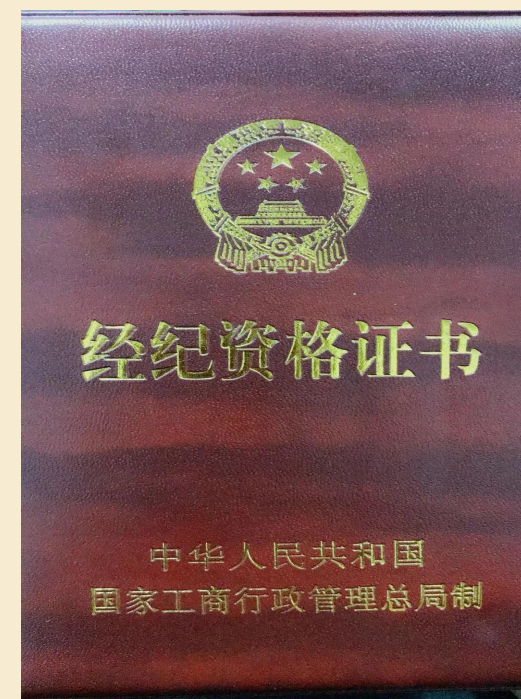 经纪资格证书
中华人民共和国
国家工商行政管理总局制